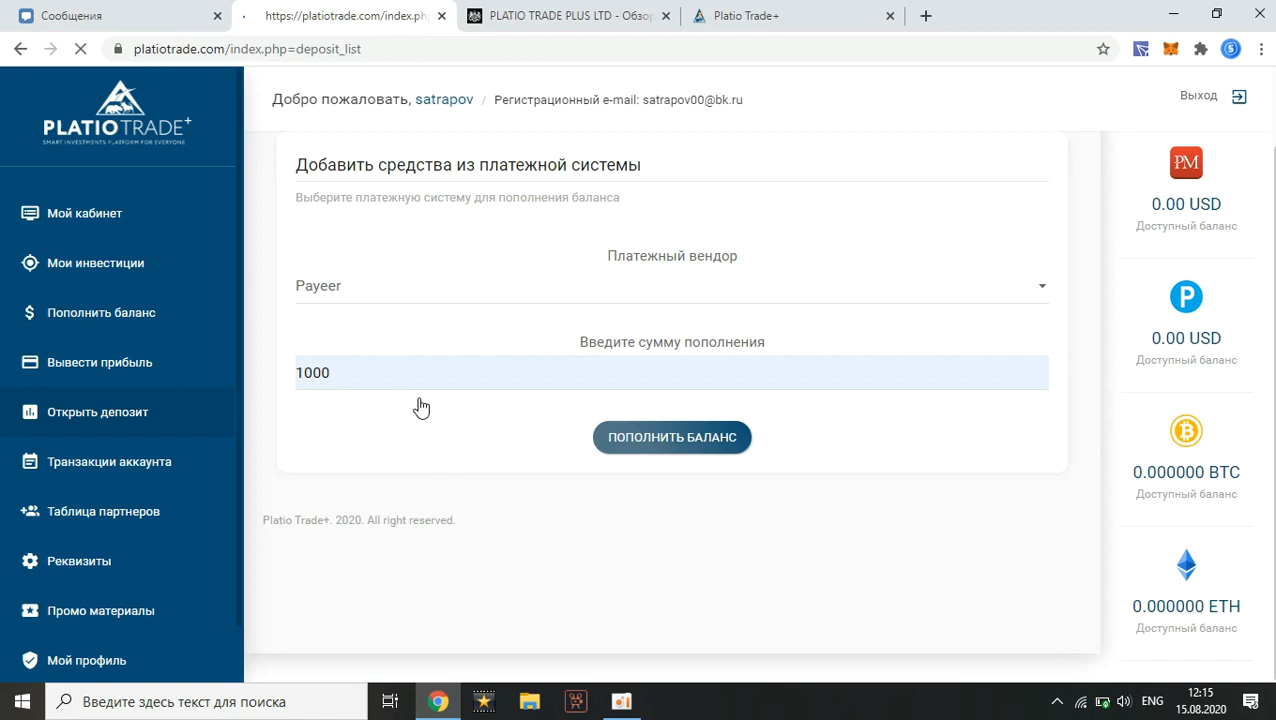 Сообщения
https://platiotrade.com/index.ph
PLATIO TRADE PLUS LTD - Обзор
Platio Trade+
platiotrade.com/index.php=deposit_list
PLATIOTRADE+
SMART INVESTMENTS PLATFORM FOR EVERYONE
Добро пожаловать, satrapov / Регистрационный e-mail: satrapov00@bk.ru
Выход
Мой кабинет
Мои инвестиции
Пополнить баланс
Вывести прибыль
Открыть депозит
Транзакции аккаунта
Таблица партнеров
Реквизиты
Промо материалы
Мой профиль
Добавить средства из платежной системы
Выберите платежную систему для пополнения баланса
Платежный вендор
Payeer
Введите сумму пополнения
1000
ПОПОЛНИТЬ БАЛАНС
Platio Trade+. 2020. All right reserved.
PM
0.00 USD
Доступный баланс
P
0.00 USD
Доступный баланс
0.000000 BTC
Доступный баланс
0.000000 ETH
Доступный баланс
Введите здесь текст для поиска
ENG
12:15
15.08.2020